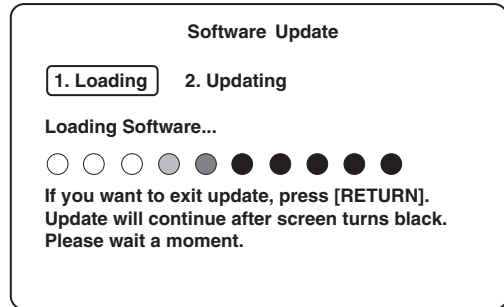 Software Update
1. Loading 2. Updating
Loading Software...
If you want to exit update, press [RETURN].
Update will continue after screen turns black.
Please wait a moment.